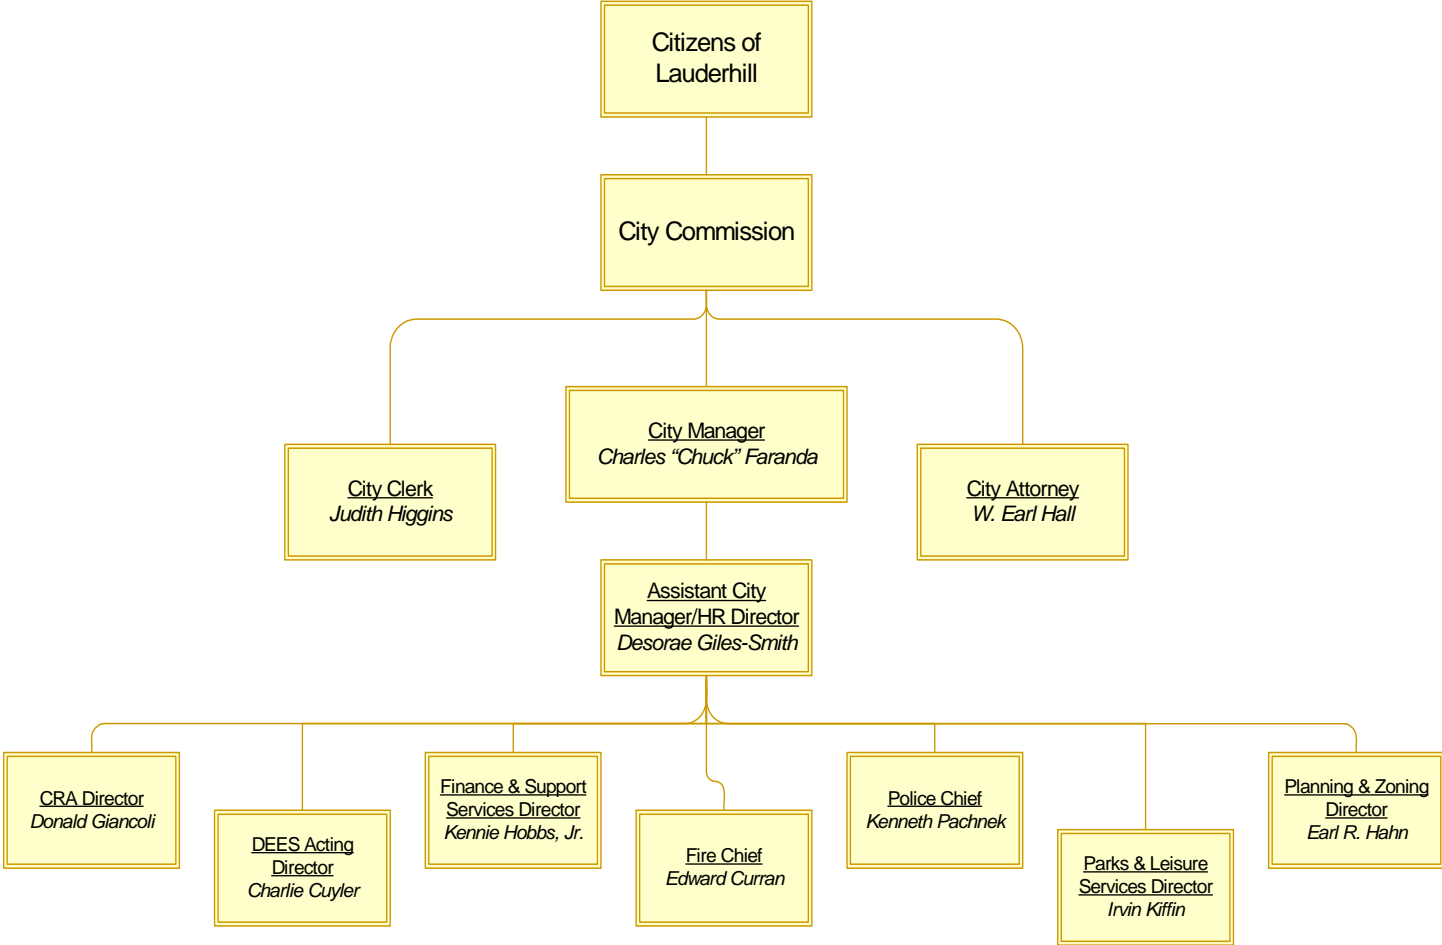 Citizens of
Lauderhill
City Commission
City Manager
Charles “Chuck” Faranda
City Clerk
Judith Higgins
City Attorney
W. Earl Hall
Assistant City
Manager/HR Director
Desorae Giles-Smith
CRA Director
Donald Giancoli
DEES Acting
Director
Charlie Cuyler
Finance & Support
Services Director
Kennie Hobbs, Jr.
Fire Chief
Edward Curran
Police Chief
Kenneth Pachnek
Parks & Leisure
Services Director
Irvin Kiffin
Planning & Zoning
Director
Earl R. Hahn